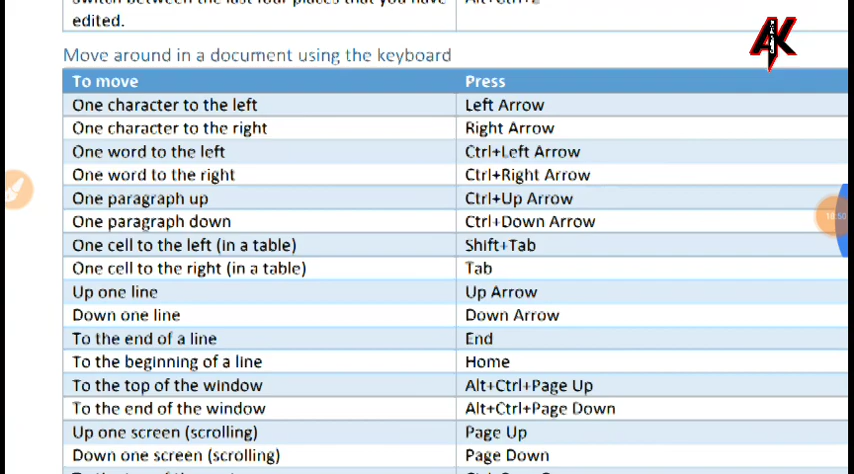 edited.
Move around in a document using the keyboard
To move Press
One character to the left Left Arrow
One character to the right Right Arrow
One word to the left Ctrl+Left Arrow
One word to the right Ctrl+Right Arrow
One paragraph up Ctrl+Up Arrow
One paragraph down Ctrl+Down Arrow
One cell to the left (in a table) Shift+Tab
One cell to the right (in a table) Tab
Up one line Up Arrow
Down one line Down Arrow
To the end of a line End
To the beginning of a line Home
To the top of the window Alt+Ctrl+Page Up
To the end of the window Alt+Ctrl+Page Down
Up one screen (scrolling) Page Up
Down one screen (scrolling) Page Down
AK
10:50